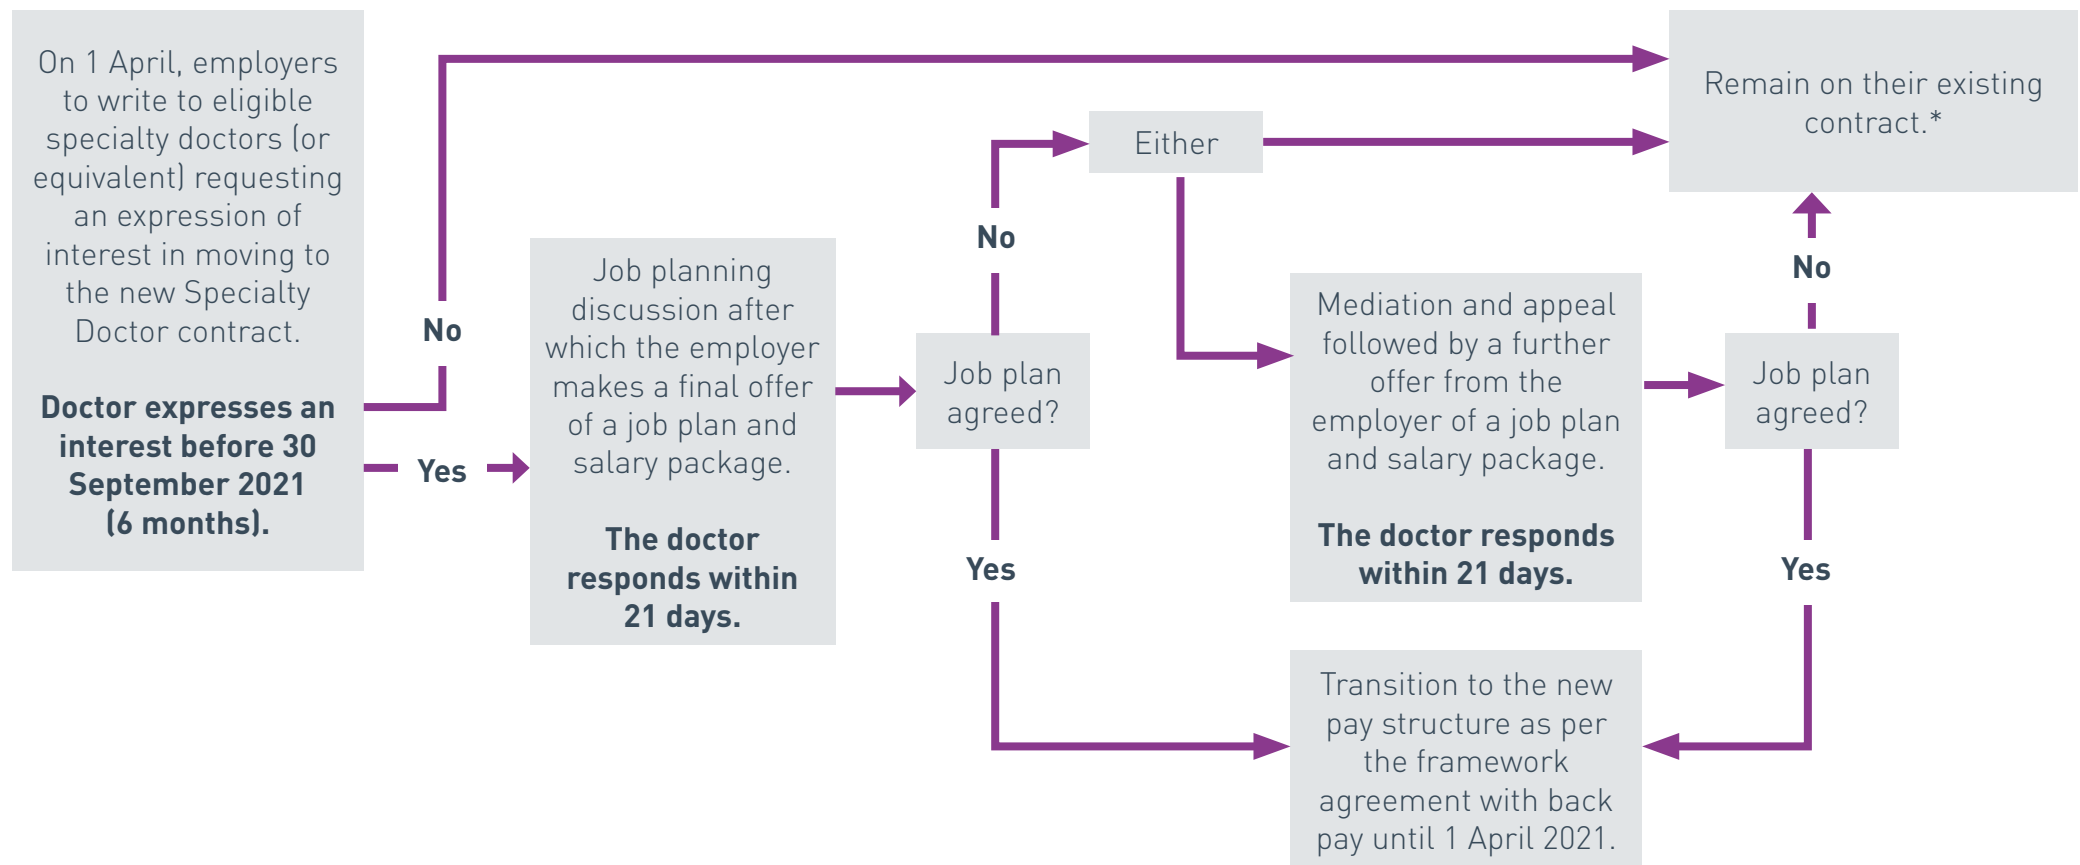 On 1 April, employers
to write to eligible
specialty doctors (or
equivalent) requesting
an expression of
interest in moving to
the new Specialty
Doctor contract.
Doctor expresses an
interest before 30
September 2021
(6 months).
No
Yes
Job planning
discussion after
which the employer
makes a final offer
of a job plan and
salary package.
The doctor
responds within
21 days.
Job plan
agreed?
No
Yes
Either
Mediation and appeal
followed by a further
offer from the
employer of a job plan
and salary package.
The doctor responds
within 21 days.
Job plan
agreed?
No
Yes
Remain on their existing
contract.*
Transition to the new
pay structure as per
the framework
agreement with back
pay until 1 April 2021.